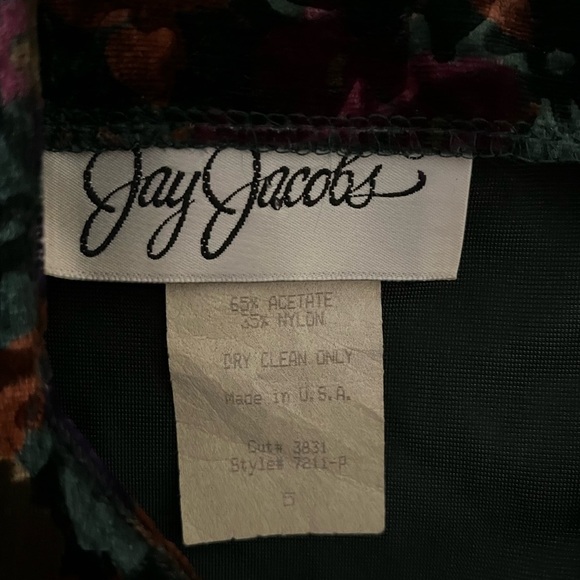 Jay Jacobs
65% ACETATE
35% NYLON
DRY CLEAN ONLY
Made in U.S.A.
Cut# 3831
Style# 7211-P
5